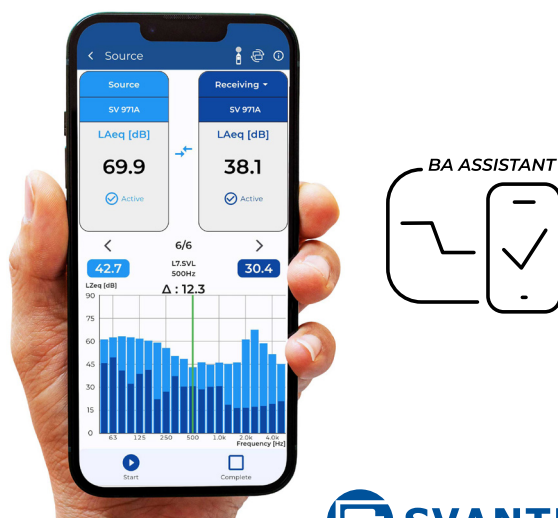 Source
Source
Receiving
SV 971A
SV 971A
LAeq [dB]
LAeq [dB]
69.9
38.1
Active
Active
6/6
42.7
L7.SVL
500Hz
30.4
LZeq [dB]
Δ : 12.3
90
75
60
45
30
15
0
63 125 250 500 1.0k 2.0k 4.0k
Frequency [Hz]
Start
Complete
BA ASSISTANT